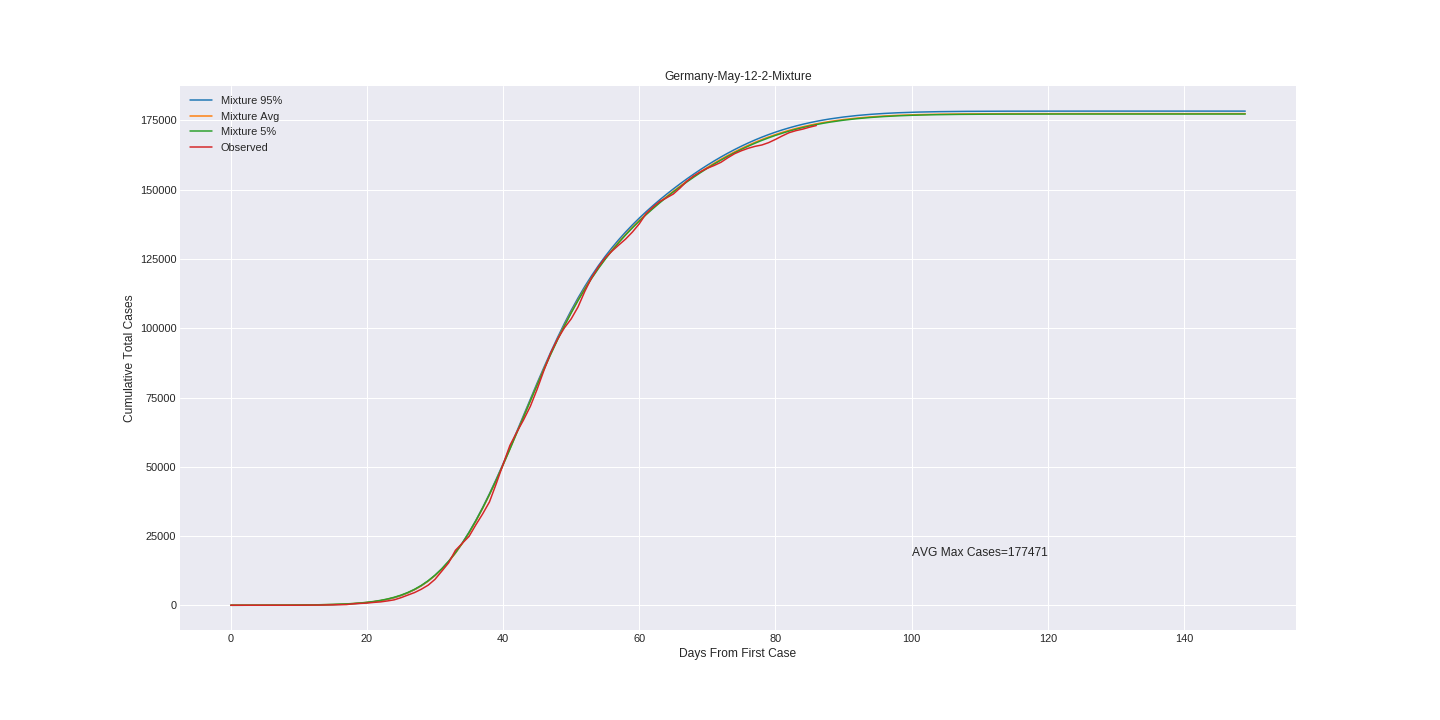 Germany-May-12-2-Mixture
Mixture 95%
Mixture Avg
Mixture 5%
Observed
175000
150000
125000
100000
75000
50000
25000
0
Cumulative Total Cases
AVG Max Cases=177471
0 20 40 60 80 100 120 140
Days From First Case